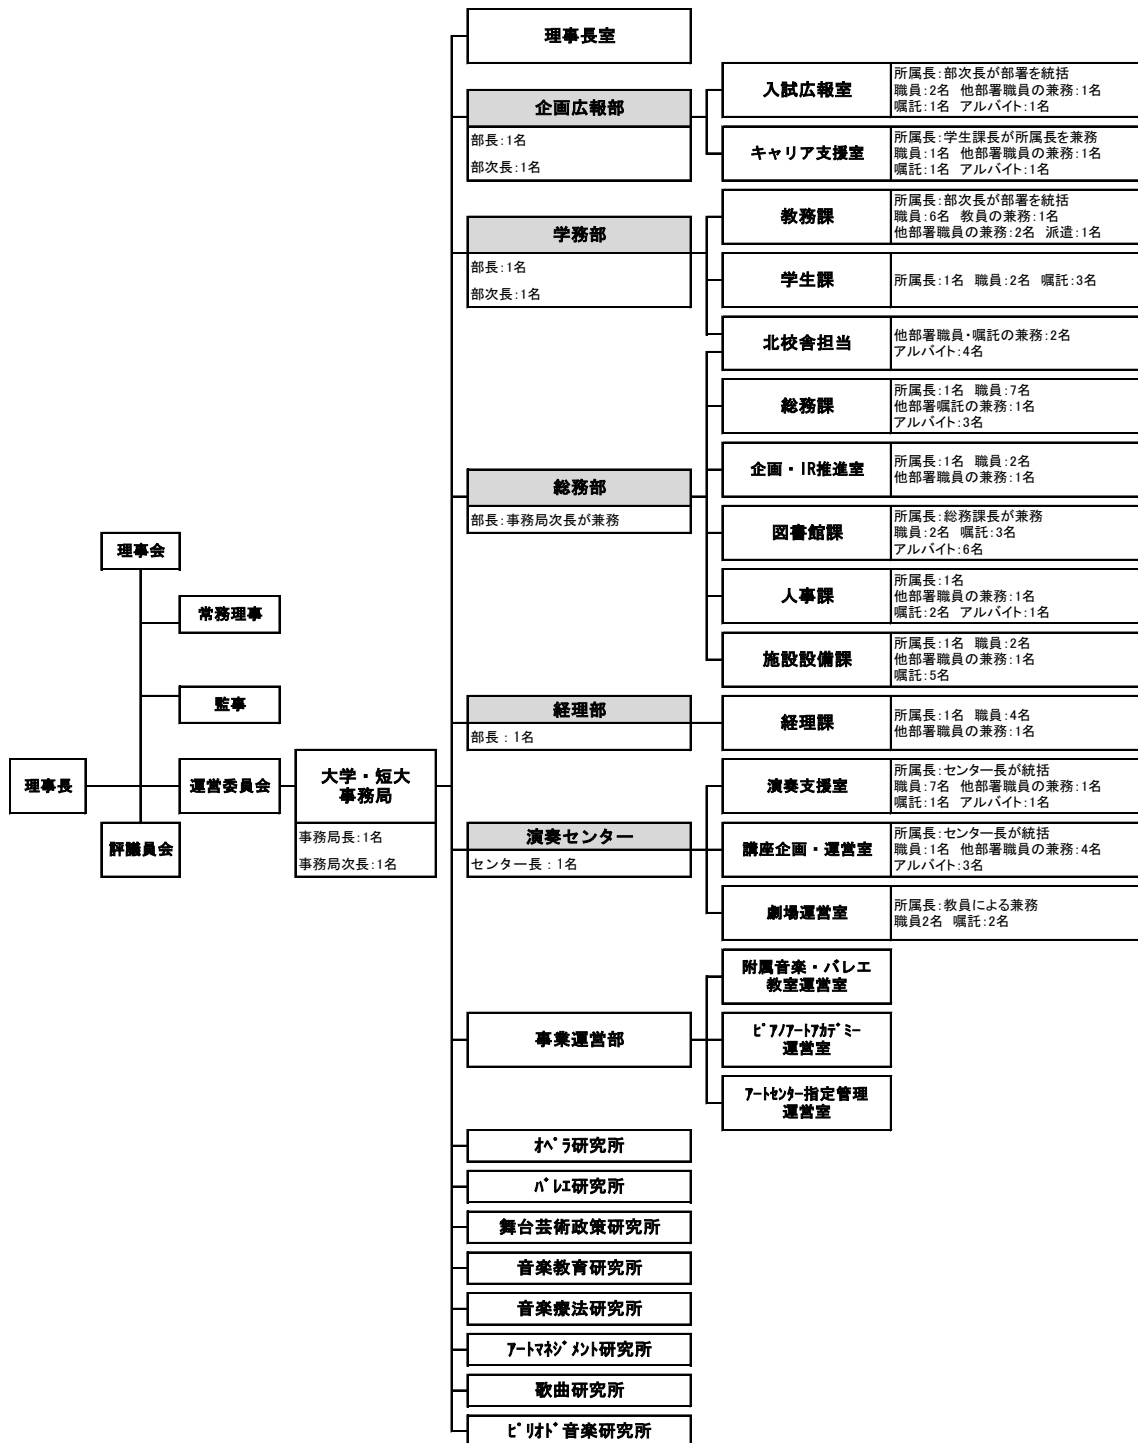 理事長
理事会
常務理事
監事
運営委員会
評議員会
大学・短大
事務局
事務局長：1名
事務局次長：1名
理事長室
企画広報部
部長：1名
部次長：1名
入試広報室
所属長：部次長が部署を統括
職員：2名 他部署職員の兼務：1名
嘱託：1名 アルバイト：1名
キャリア支援室
所属長：学生課長が所属長を兼務
職員：1名 他部署職員の兼務：1名
嘱託：1名 アルバイト：1名
学務部
部長：1名
部次長：1名
教務課
所属長：部次長が部署を統括
職員：6名 教員の兼務：1名
他部署職員の兼務：2名 派遣：1名
学生課
所属長：1名 職員：2名 嘱託：3名
北校舎担当
他部署職員・嘱託の兼務：2名
アルバイト：4名
総務部
部長：事務局次長が兼務
総務課
所属長：1名 職員：7名
他部署嘱託の兼務：1名
アルバイト：3名
企画・IR推進室
所属長：1名 職員：2名
他部署職員の兼務：1名
図書館課
所属長：総務課長が兼務
職員：2名 嘱託：3名
アルバイト：6名
人事課
所属長：1名
他部署職員の兼務：1名
嘱託：2名 アルバイト：1名
施設設備課
所属長：1名 職員：2名
他部署職員の兼務：1名
嘱託：5名
経理部
部長：1名
経理課
所属長：1名 職員：4名
他部署職員の兼務：1名
演奏センター
センター長：1名
演奏支援室
所属長：センター長が統括
職員：7名 他部署職員の兼務：1名
嘱託：1名 アルバイト：1名
講座企画・運営室
所属長：センター長が統括
職員：1名 他部署職員の兼務：4名
アルバイト：3名
劇場運営室
所属長：教員による兼務
職員2名 嘱託：2名
事業運営部
附属音楽・バレエ
教室運営室
ﾋﾟｱﾉｱｰﾄｱｶﾃﾞﾐｰ
運営室
ｱｰﾄｾﾝﾀｰ指定管理
運営室
ｵﾍﾟﾗ研究所
ﾊﾞﾚｴ研究所
舞台芸術政策研究所
音楽教育研究所
音楽療法研究所
ｱｰﾄﾏﾈｼﾞﾒﾝﾄ研究所
歌曲研究所
ﾋﾟﾘｵﾄﾞ音楽研究所